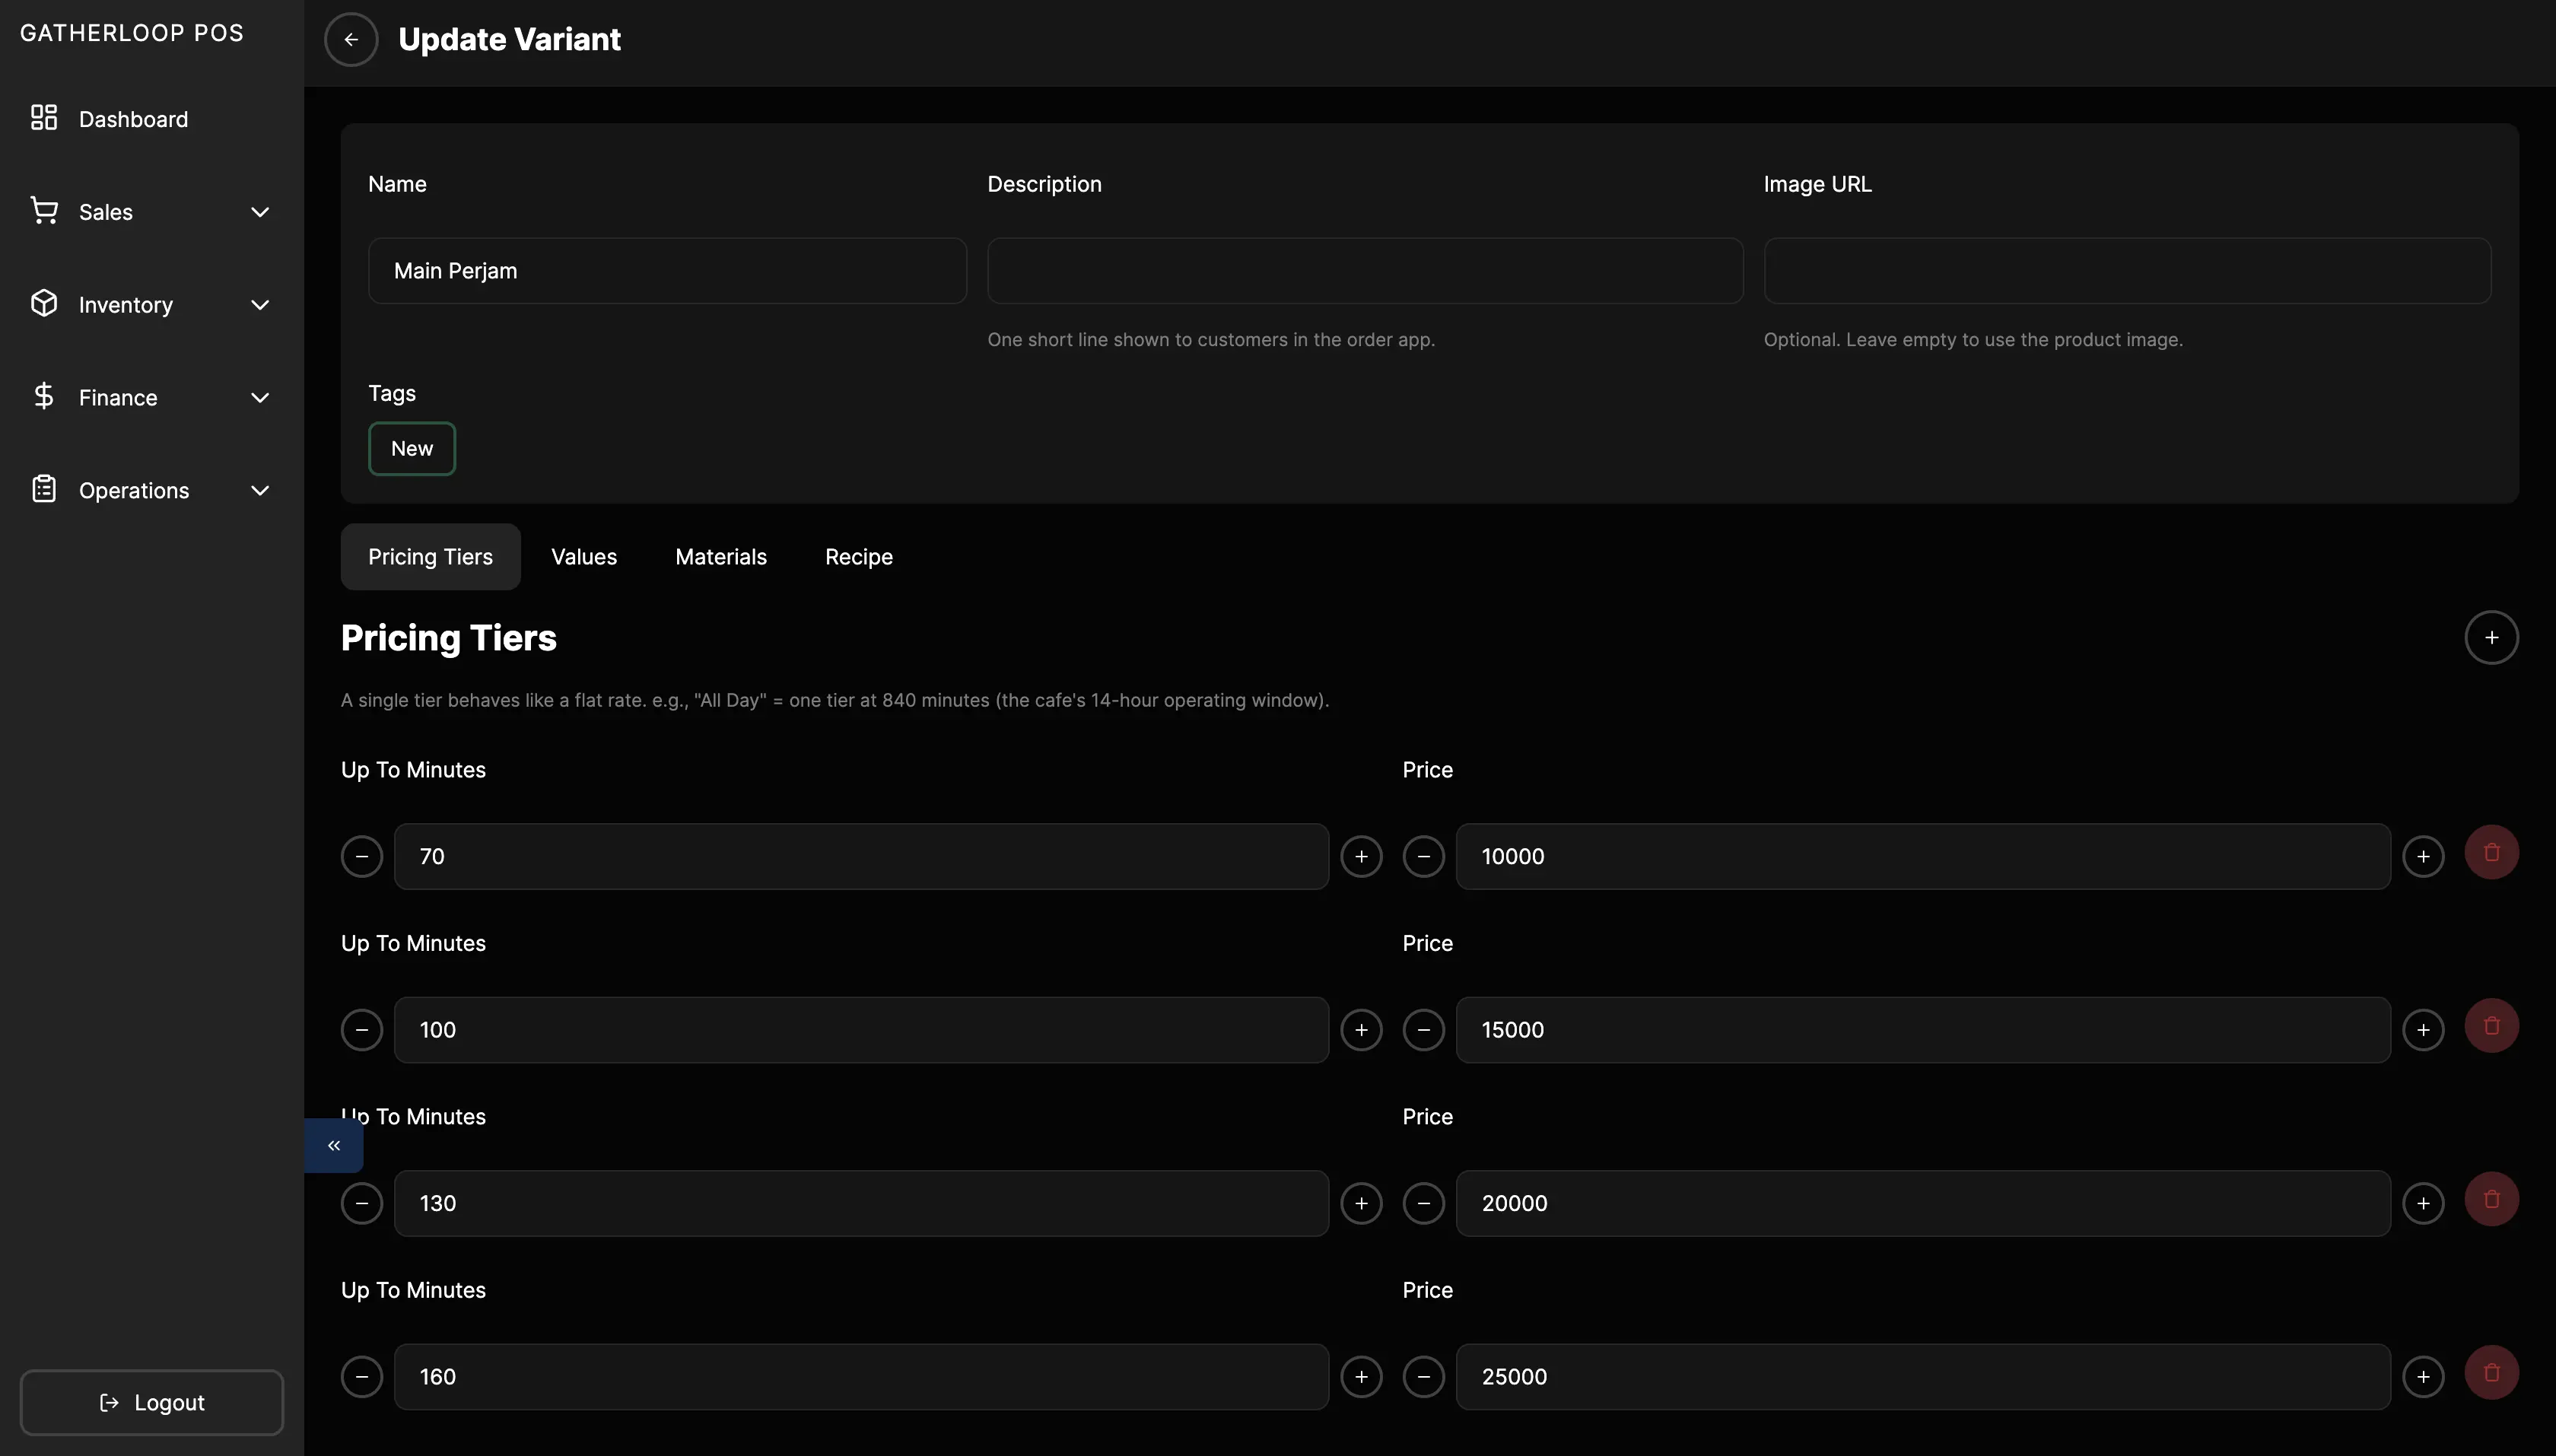 GATHERLOOP POS
Dashboard
Sales
Inventory
Finance
Operations
Logout
Update Variant
Name
Description
Image URL
Main Perjam
One short line shown to customers in the order app.
Optional. Leave empty to use the product image.
Tags
New
Pricing Tiers
Values
Materials
Recipe
Pricing Tiers
A single tier behaves like a flat rate. e.g., "All Day" = one tier at 840 minutes (the cafe's 14-hour operating window).
Up To Minutes
Price
70
10000
Up To Minutes
Price
100
15000
Up To Minutes
Price
130
20000
Up To Minutes
Price
160
25000